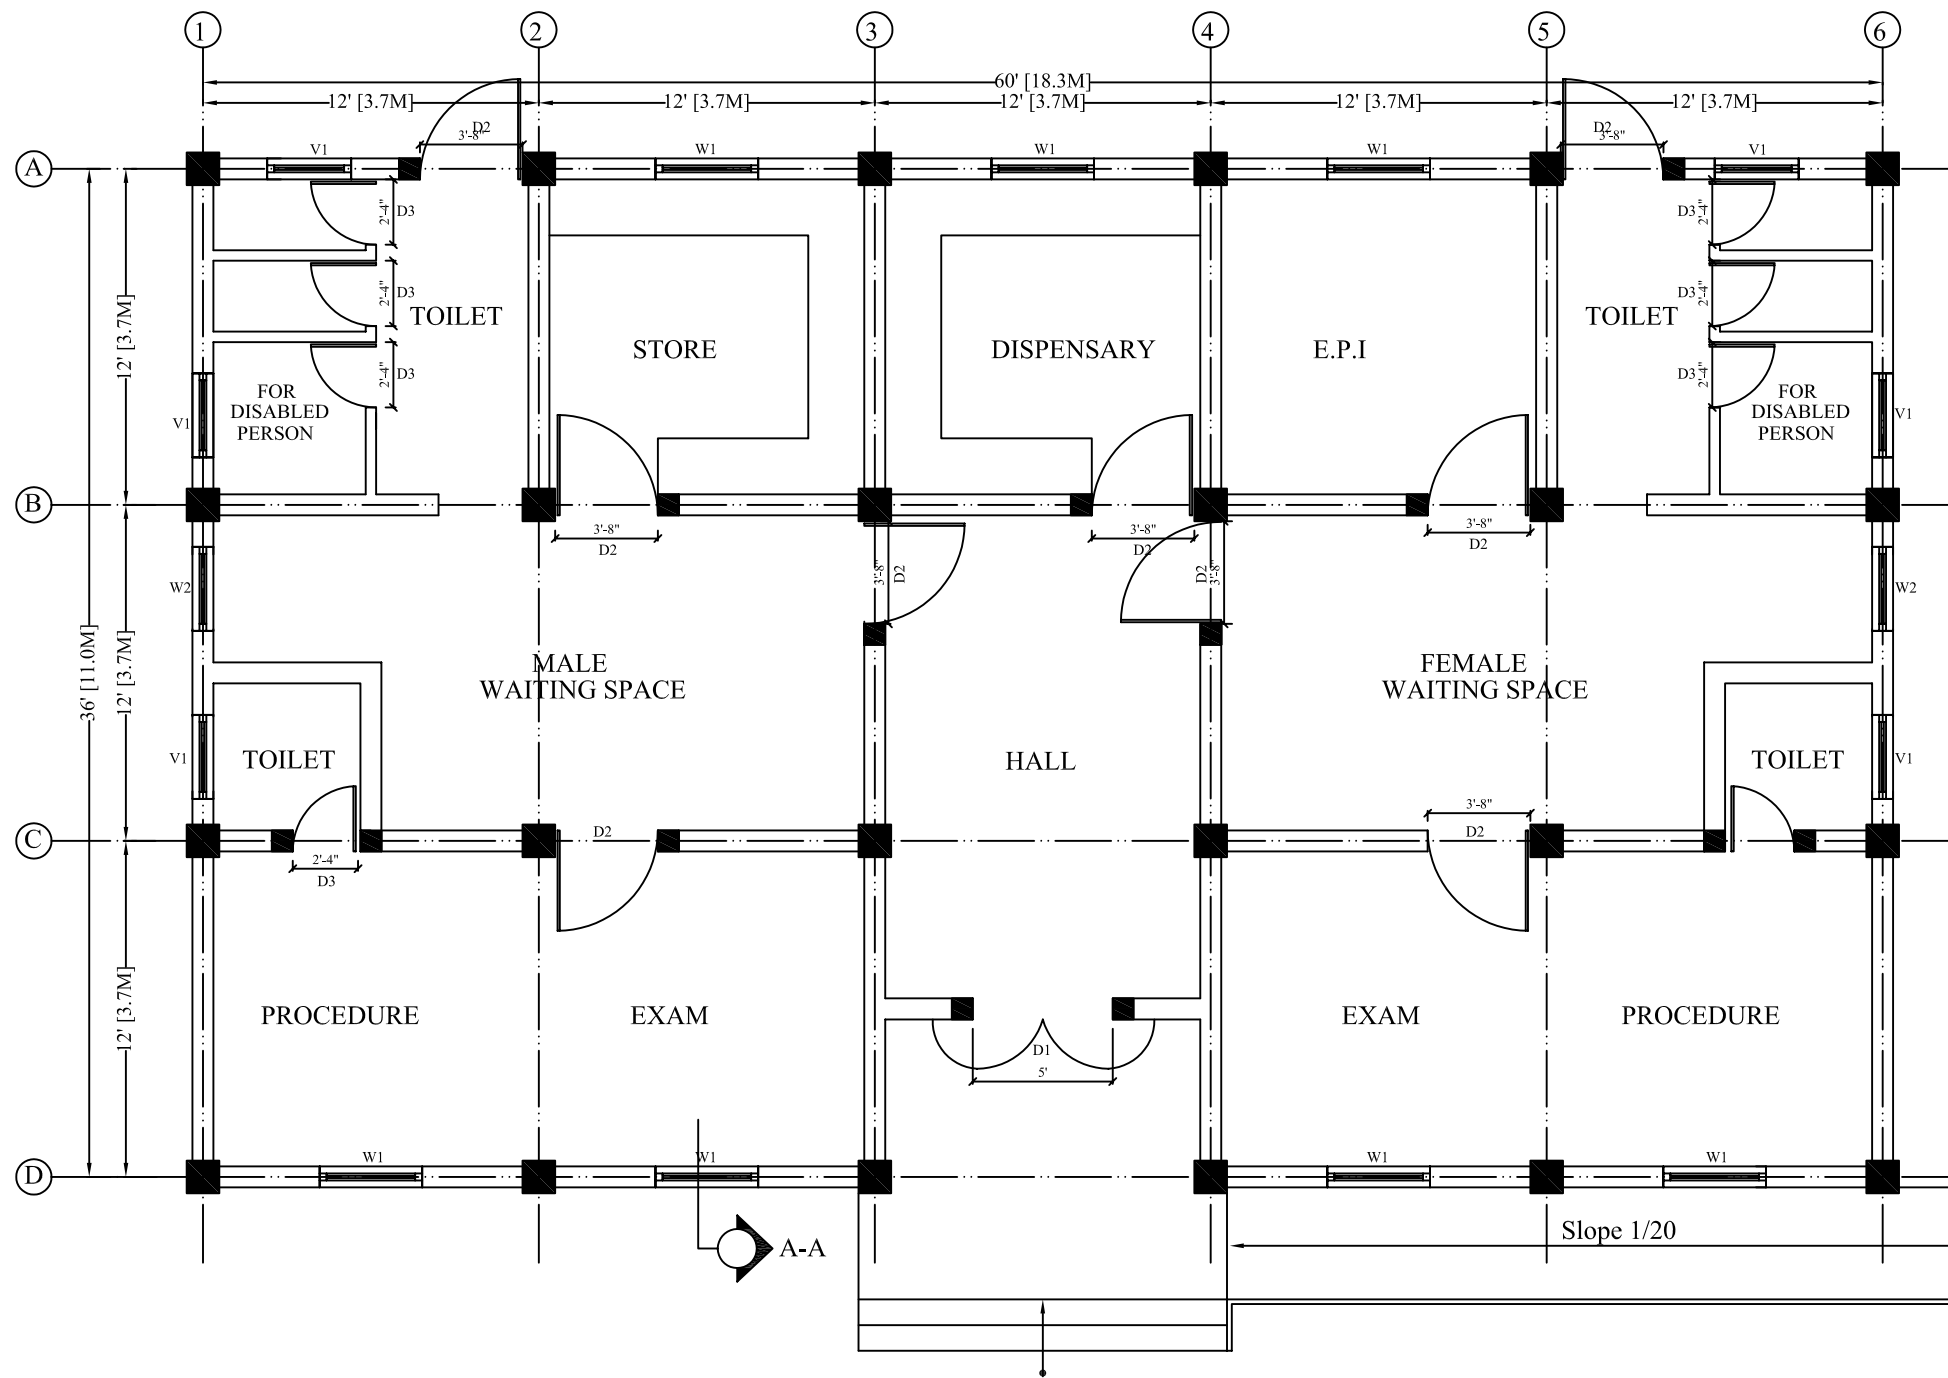 1 2 3 4 5 6
60' [18.3M]
12' [3.7M] 12' [3.7M] 12' [3.7M] 12' [3.7M] 12' [3.7M]
D2 D2
3'-8" 3'-8"
V1 W1 W1 W1 V1
A
2'-4" D3 D3 2'-4"
2'-4" D3 D3 2'-4"
TOILET TOILET
12' [3.7M]
STORE DISPENSARY E.P.I
2'-4" D3 D3 2'-4"
FOR FOR
DISABLED DISABLED
V1 V1
PERSON PERSON
B
3'-8" 3'-8" 3'-8"
D2 D2 D2
3'-8" D2 D2 3'-8"
W2 W2
36' [11.0M]
12' [3.7M]
MALE FEMALE
WAITING SPACE WAITING SPACE
V1 TOILET HALL TOILET V1
3'-8"
C
D2 D2
2'-4"
D3
12' [3.7M]
PROCEDURE EXAM EXAM PROCEDURE
D1
5'
W1 W1 W1 W1
D
Slope 1/20
A-A